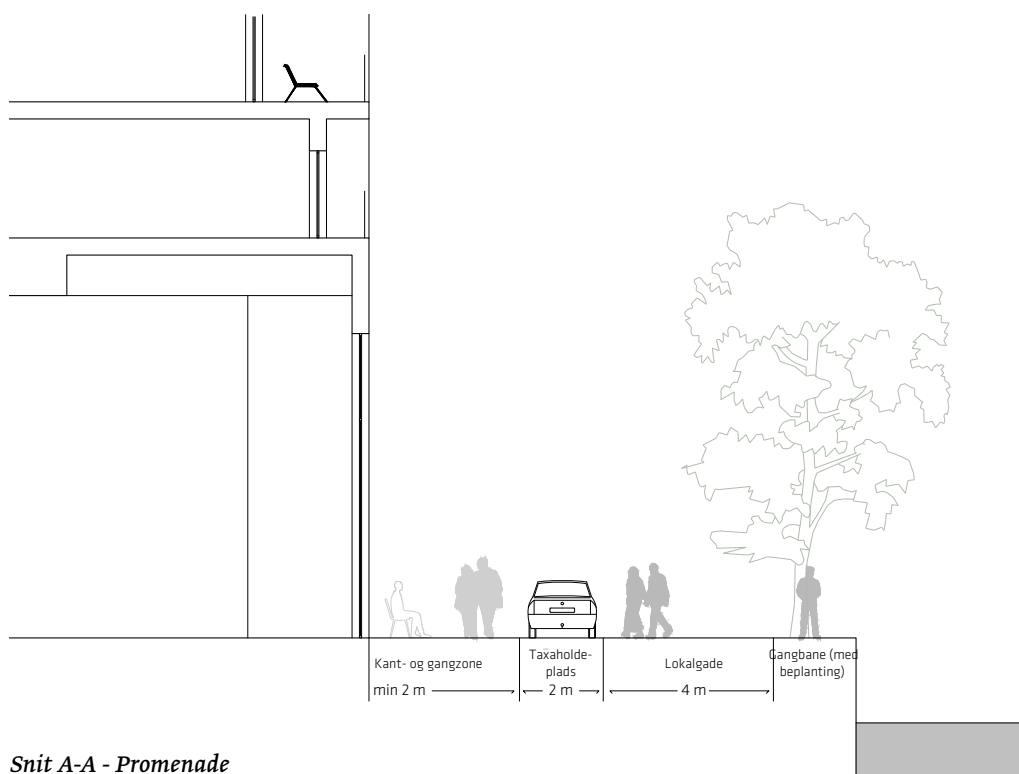 Kant- og gangzone
min 2 m
Taxaholde-
plads
2 m
Lokalgade
4 m
Gangbane (med
beplanting)
Snit A-A - Promenade